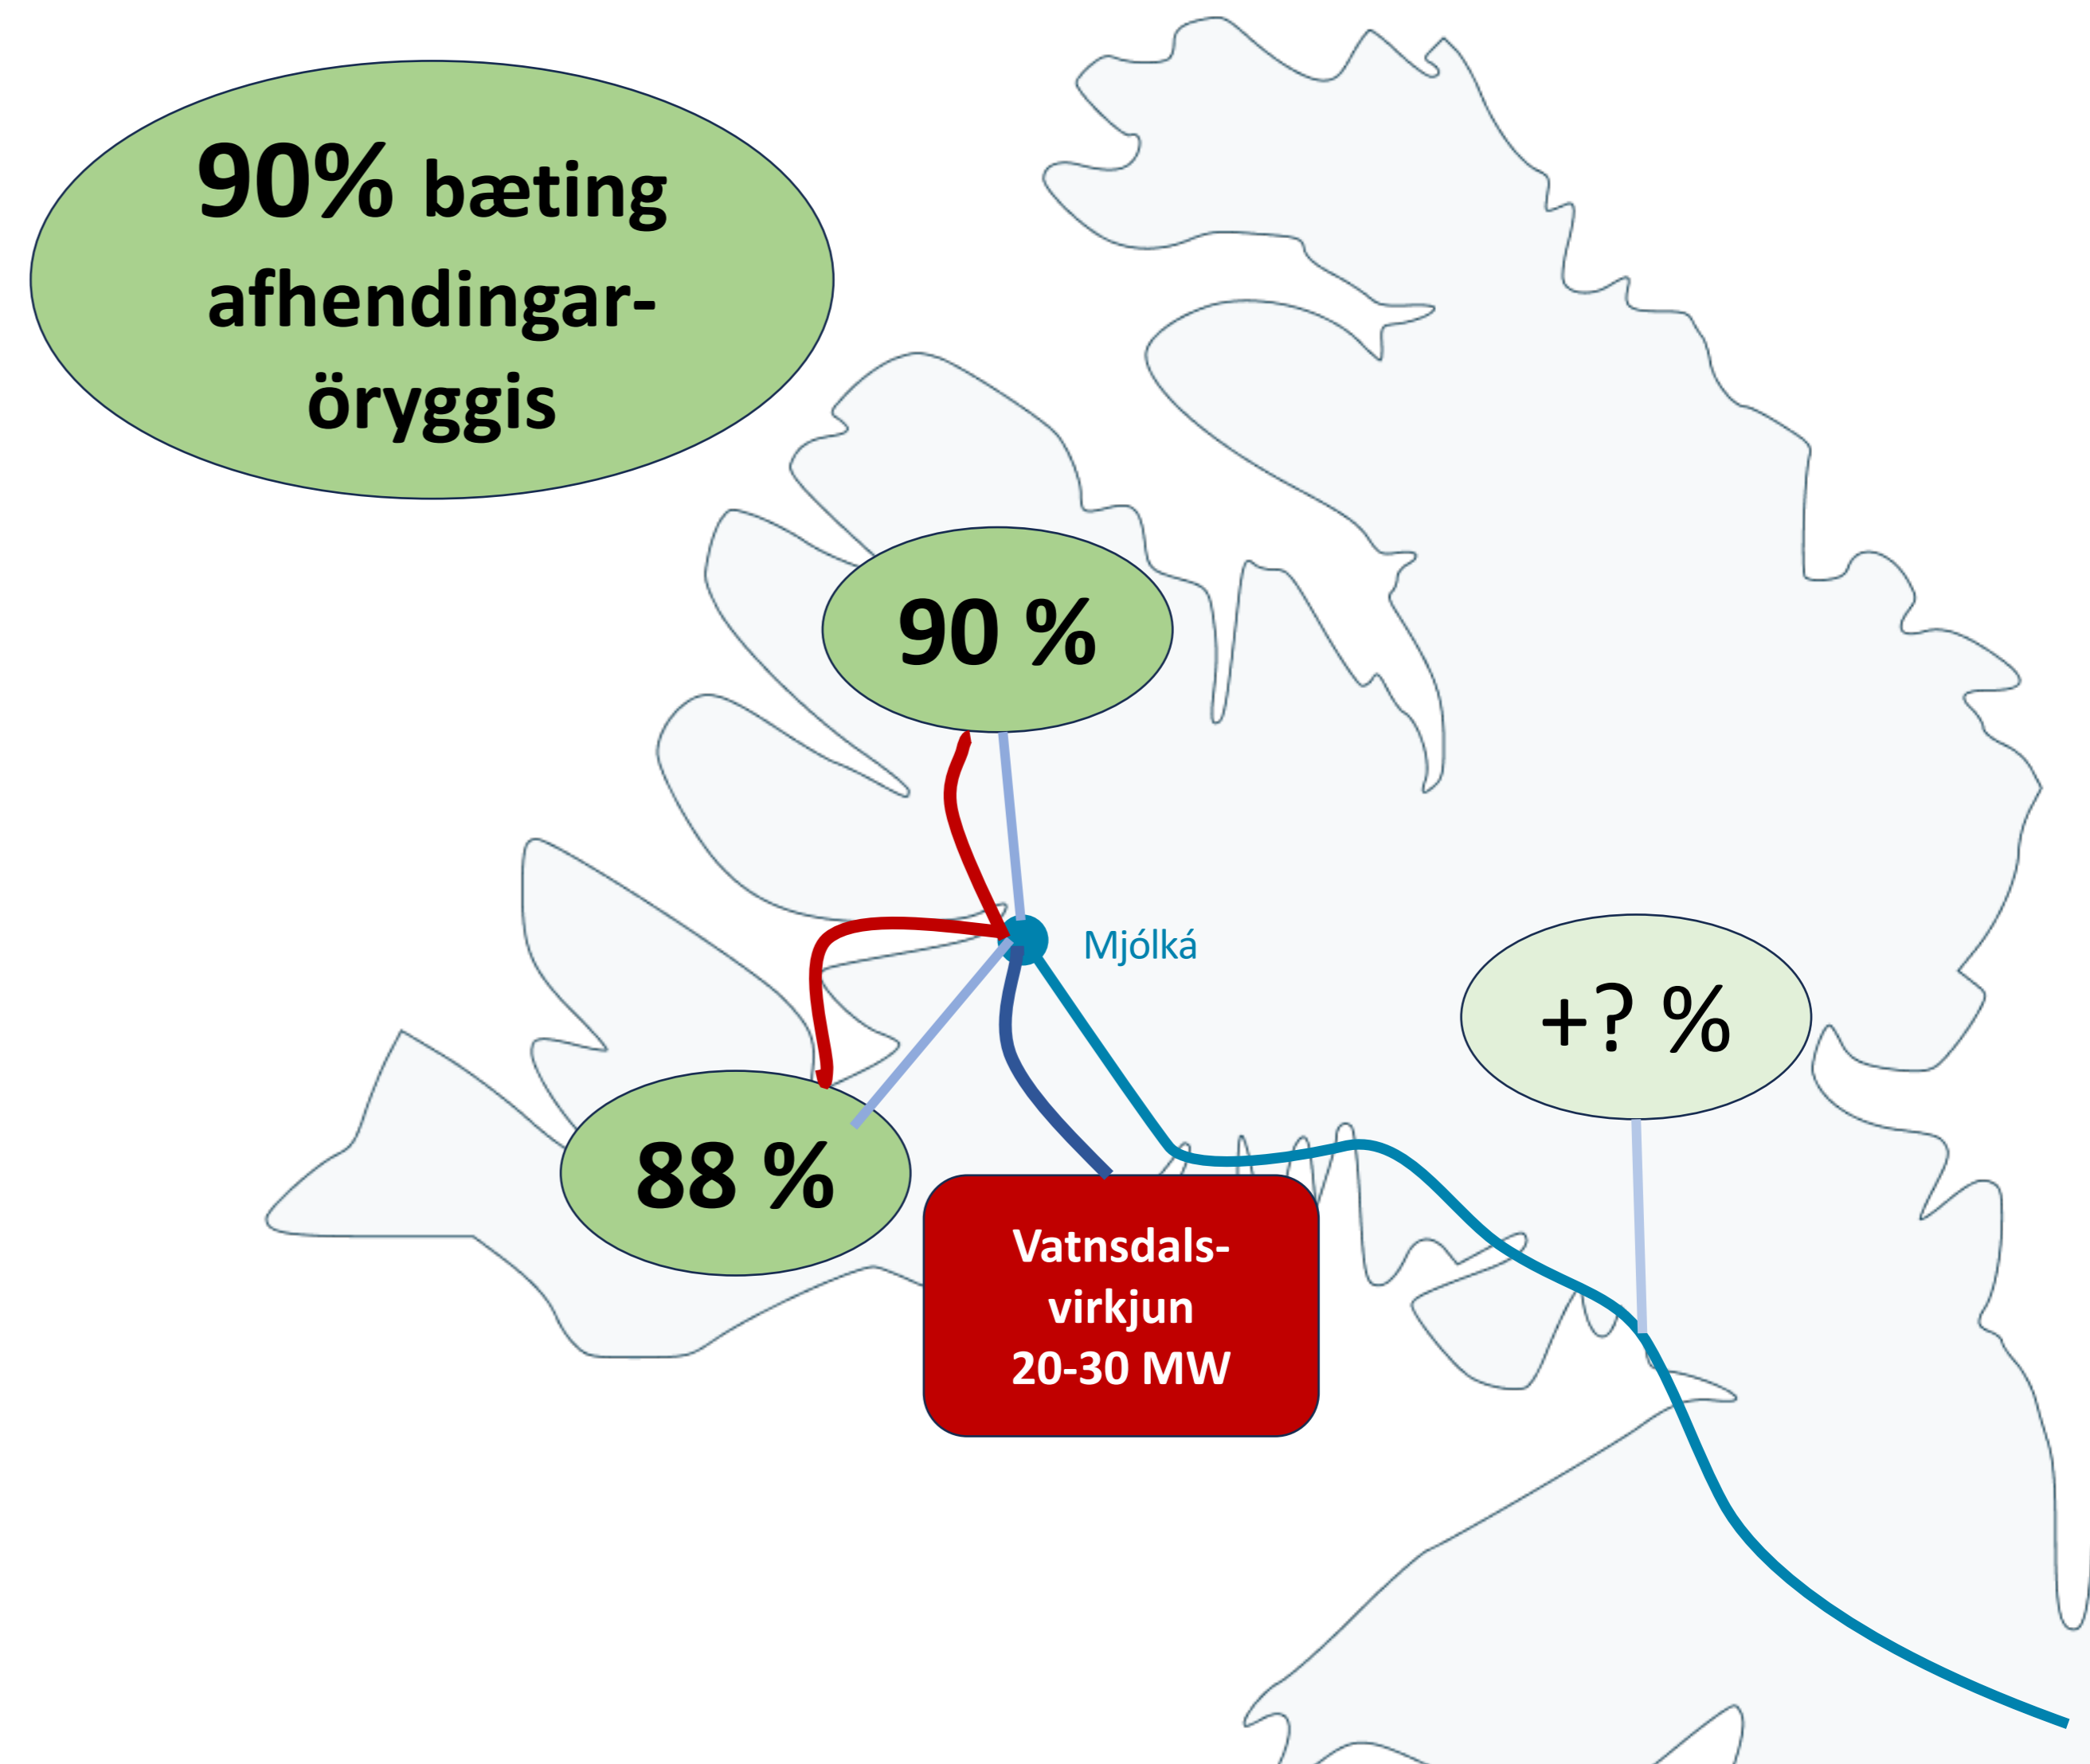 90% bæting
afhendingar-
öryggis
90 %
Mjólká
+? %
88 %
Vatnsdals-
virkjun
20-30 MW